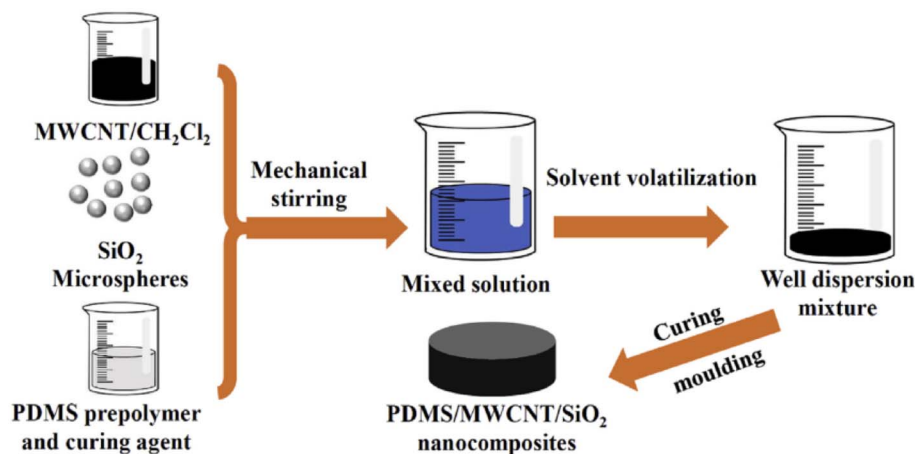 MWCNT/CH₂Cl₂
SiO₂
Microspheres
PDMS prepolymer
and curing agent
Mechanical
stirring
Mixed solution
Solvent volatilization
Well dispersion
mixture
Curing
moulding
PDMS/MWCNT/SiO₂
nanocomposites